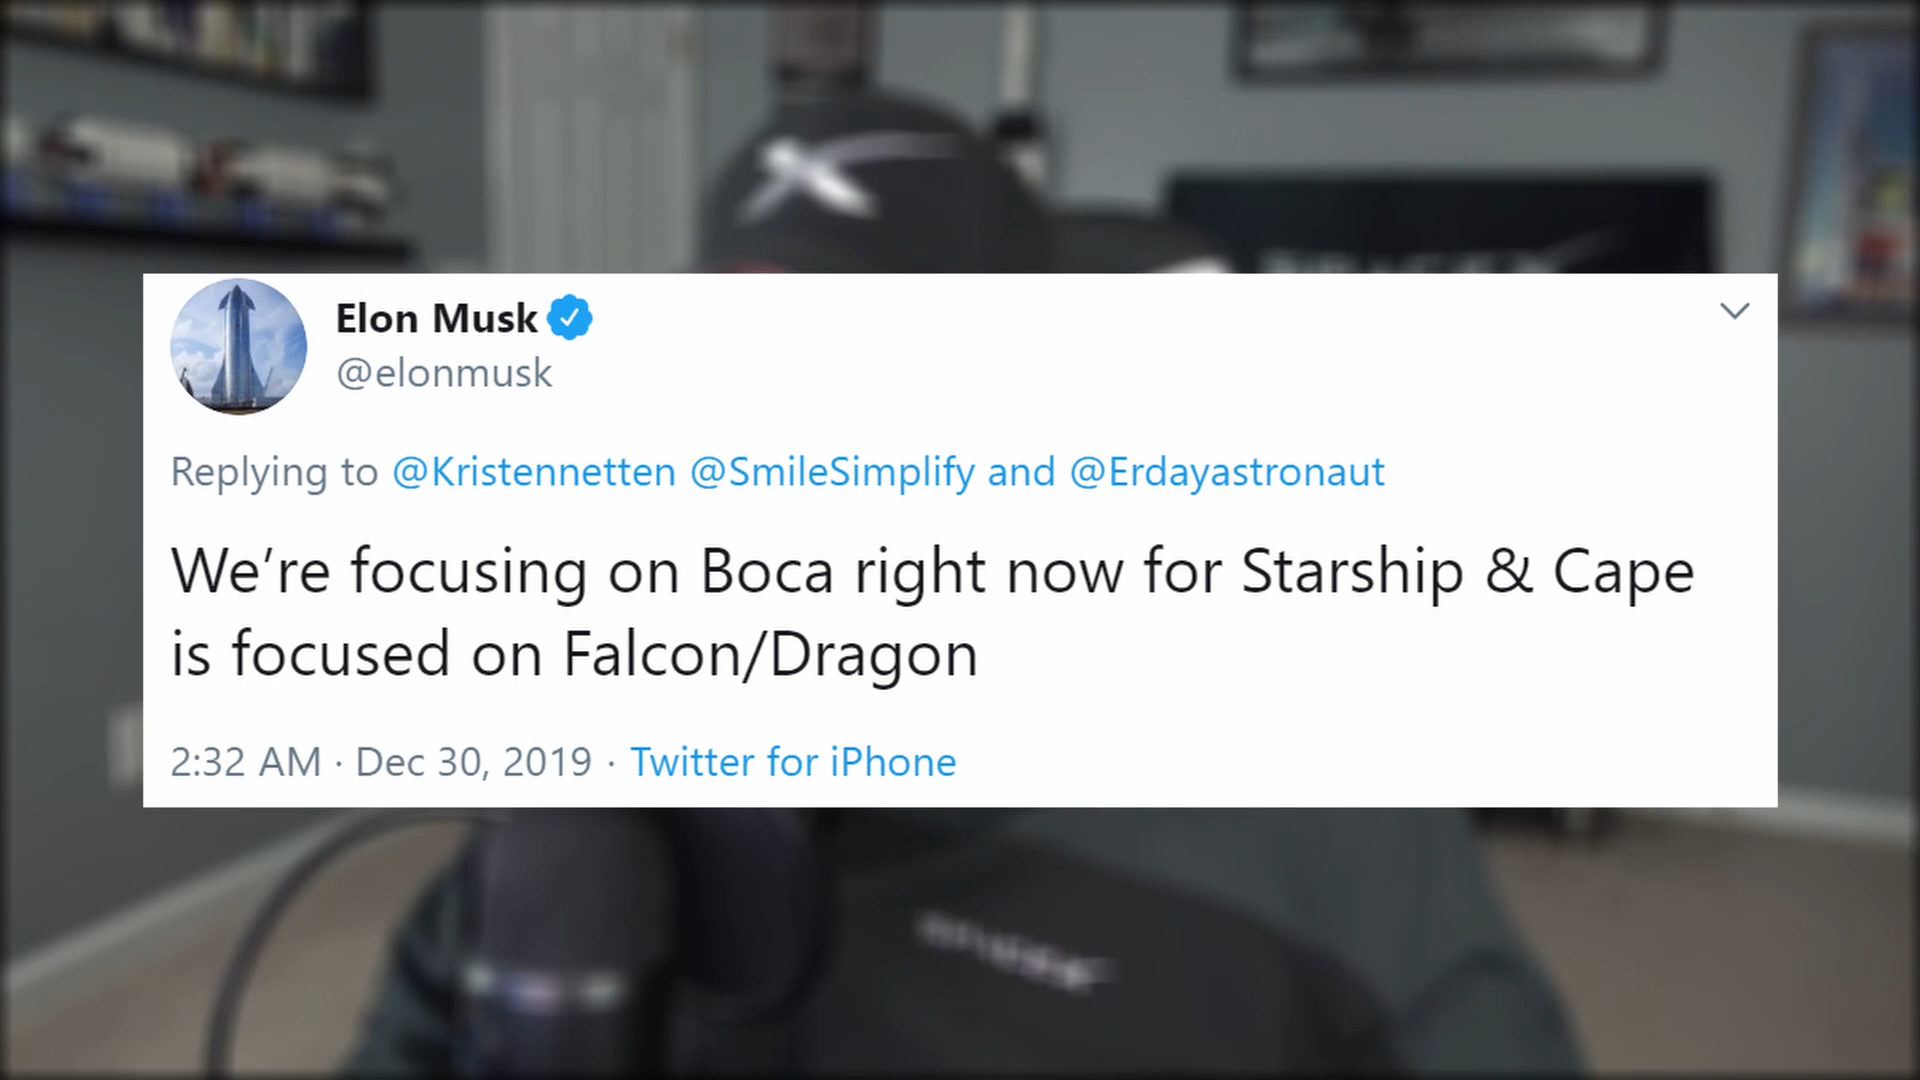 Elon Musk
@elonmusk
Replying to @Kristennetten @SmileSimplify and @Erdayastronaut
We’re focusing on Boca right now for Starship & Cape
is focused on Falcon/Dragon
2:32 AM · Dec 30, 2019 · Twitter for iPhone